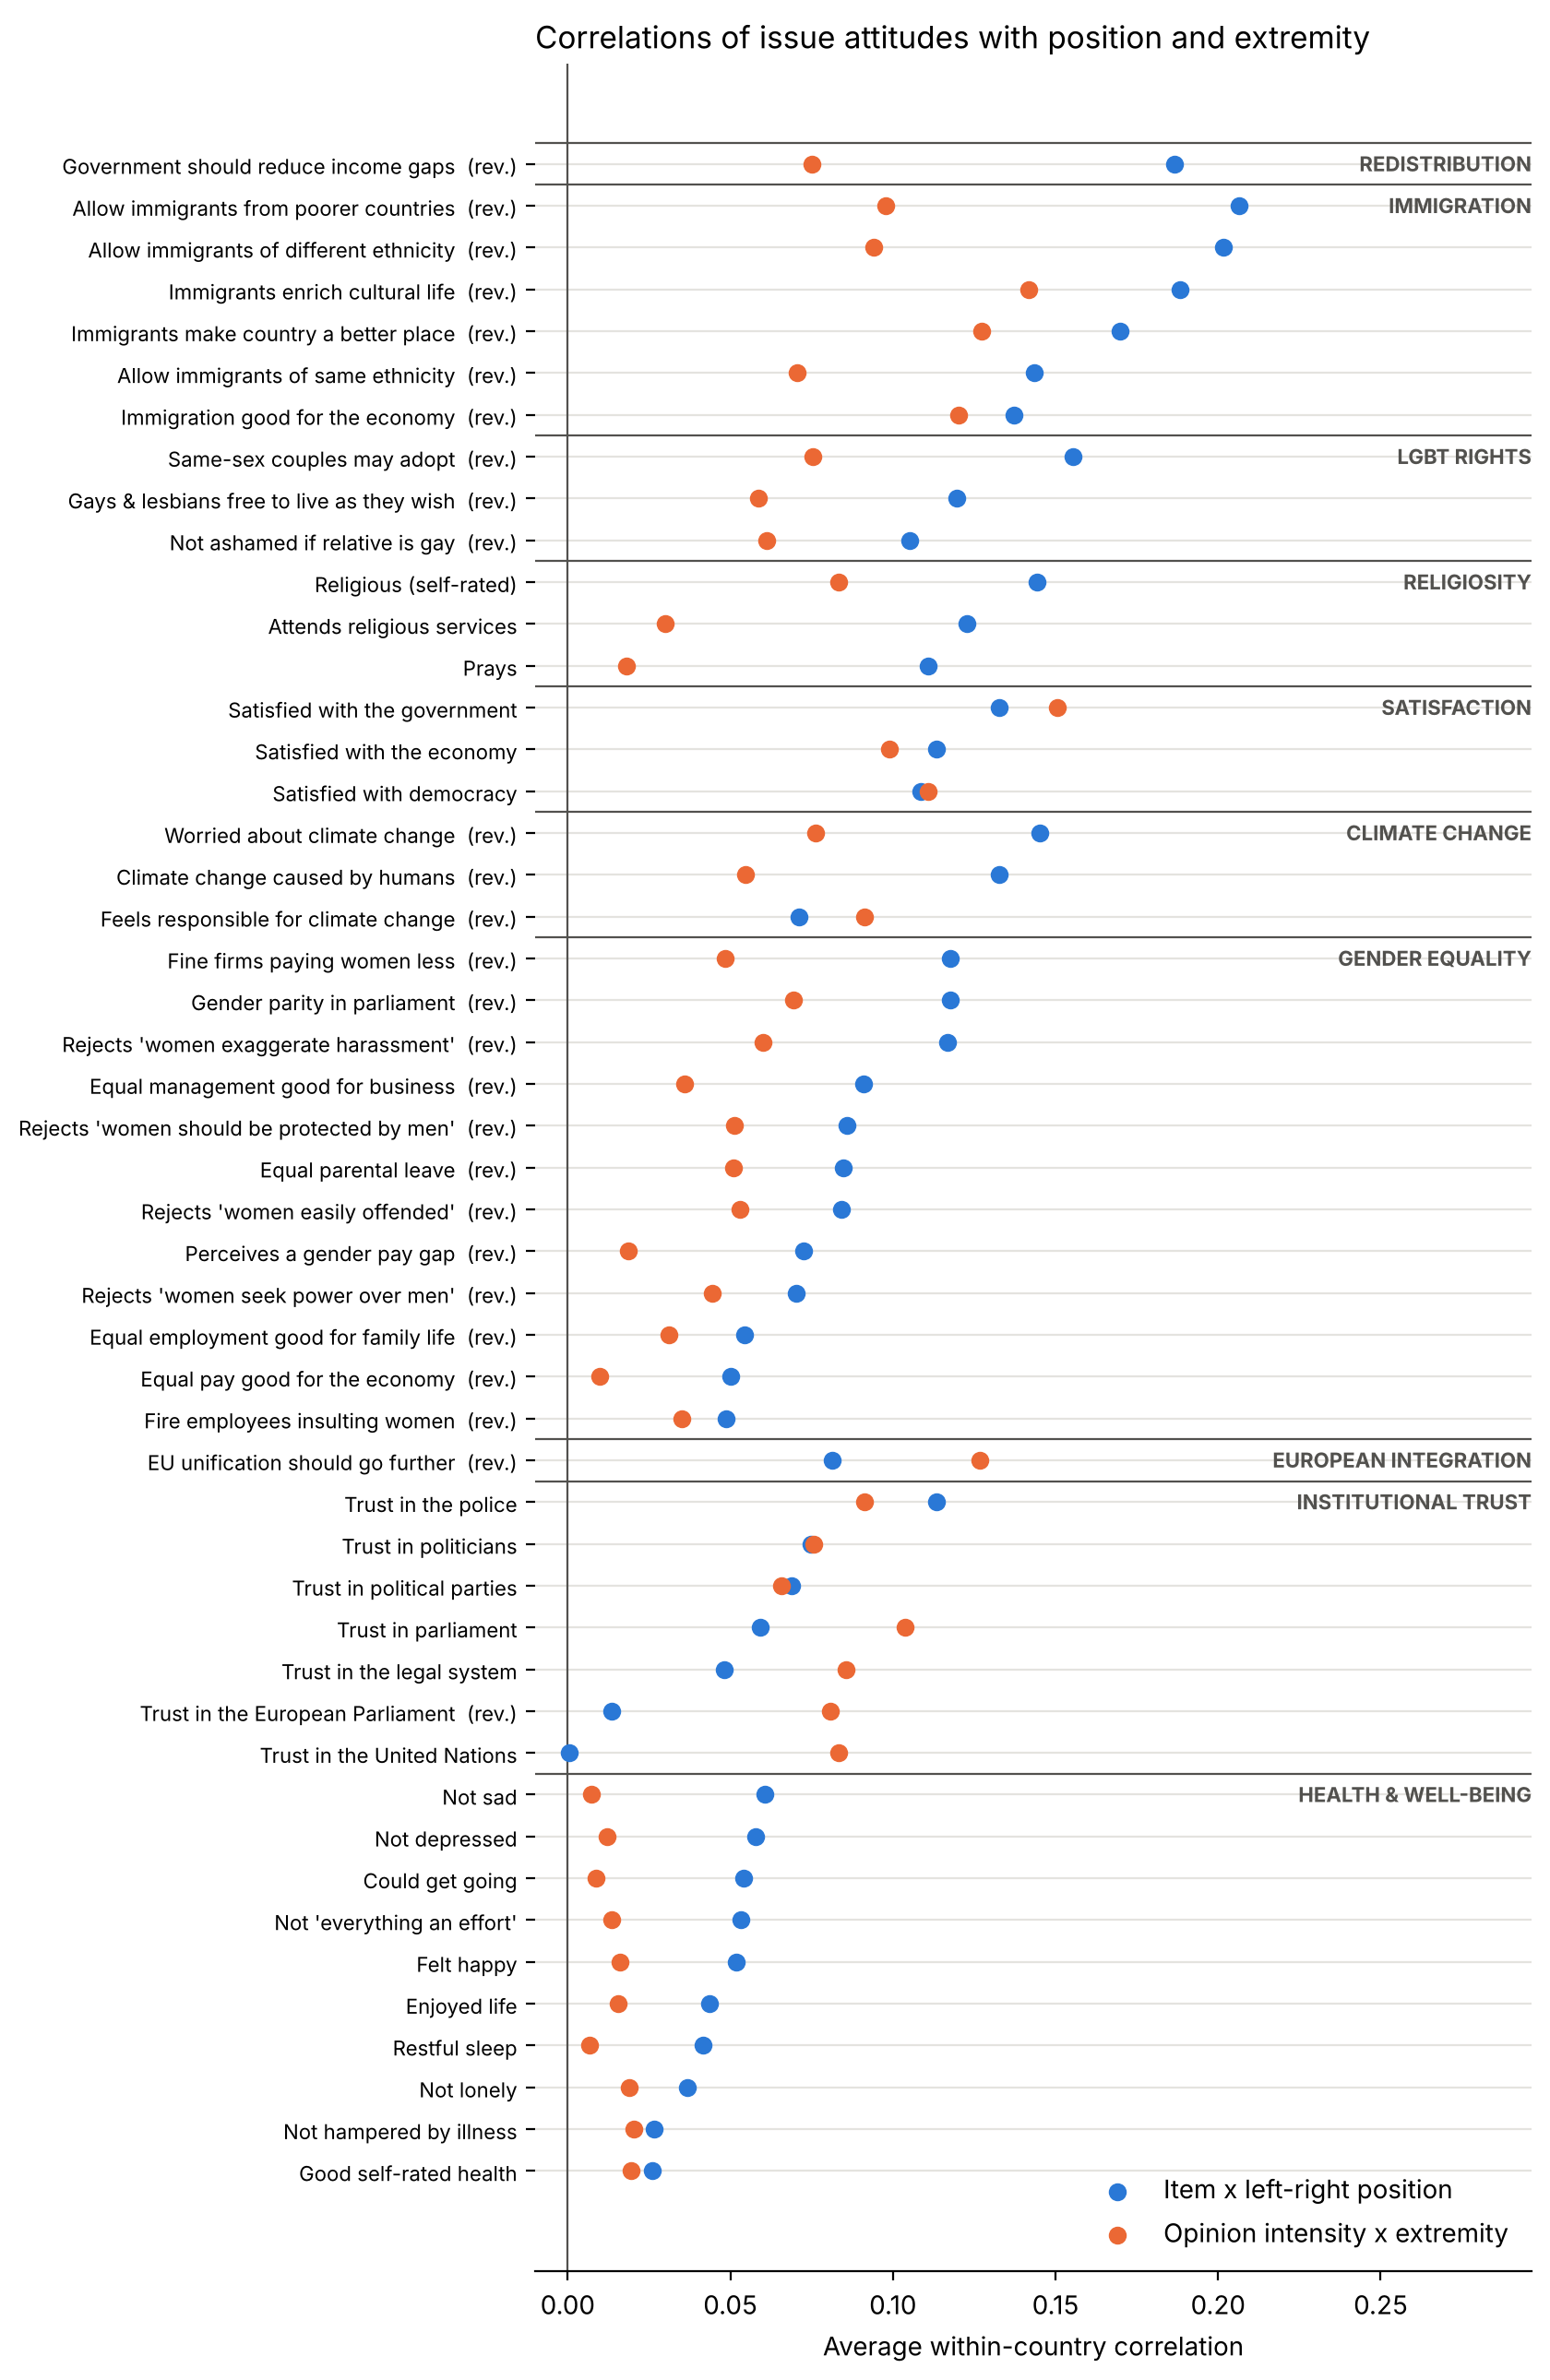 Correlations of issue attitudes with position and extremity
Government should reduce income gaps (rev.)
REDISTRIBUTION
Allow immigrants from poorer countries (rev.)
IMMIGRATION
Allow immigrants of different ethnicity (rev.)
Immigrants enrich cultural life (rev.)
Immigrants make country a better place (rev.)
Allow immigrants of same ethnicity (rev.)
Immigration good for the economy (rev.)
Same-sex couples may adopt (rev.)
LGBT RIGHTS
Gays & lesbians free to live as they wish (rev.)
Not ashamed if relative is gay (rev.)
Religious (self-rated)
RELIGIOSITY
Attends religious services
Prays
Satisfied with the government
SATISFACTION
Satisfied with the economy
Satisfied with democracy
Worried about climate change (rev.)
CLIMATE CHANGE
Climate change caused by humans (rev.)
Feels responsible for climate change (rev.)
Fine firms paying women less (rev.)
GENDER EQUALITY
Gender parity in parliament (rev.)
Rejects 'women exaggerate harassment' (rev.)
Equal management good for business (rev.)
Rejects 'women should be protected by men' (rev.)
Equal parental leave (rev.)
Rejects 'women easily offended' (rev.)
Perceives a gender pay gap (rev.)
Rejects 'women seek power over men' (rev.)
Equal employment good for family life (rev.)
Equal pay good for the economy (rev.)
Fire employees insulting women (rev.)
EU unification should go further (rev.)
EUROPEAN INTEGRATION
Trust in the police
INSTITUTIONAL TRUST
Trust in politicians
Trust in political parties
Trust in parliament
Trust in the legal system
Trust in the European Parliament (rev.)
Trust in the United Nations
Not sad
HEALTH & WELL-BEING
Not depressed
Could get going
Not 'everything an effort'
Felt happy
Enjoyed life
Restful sleep
Not lonely
Not hampered by illness
Good self-rated health
Item x left-right position
Opinion intensity x extremity
0.00 0.05 0.10 0.15 0.20 0.25
Average within-country correlation